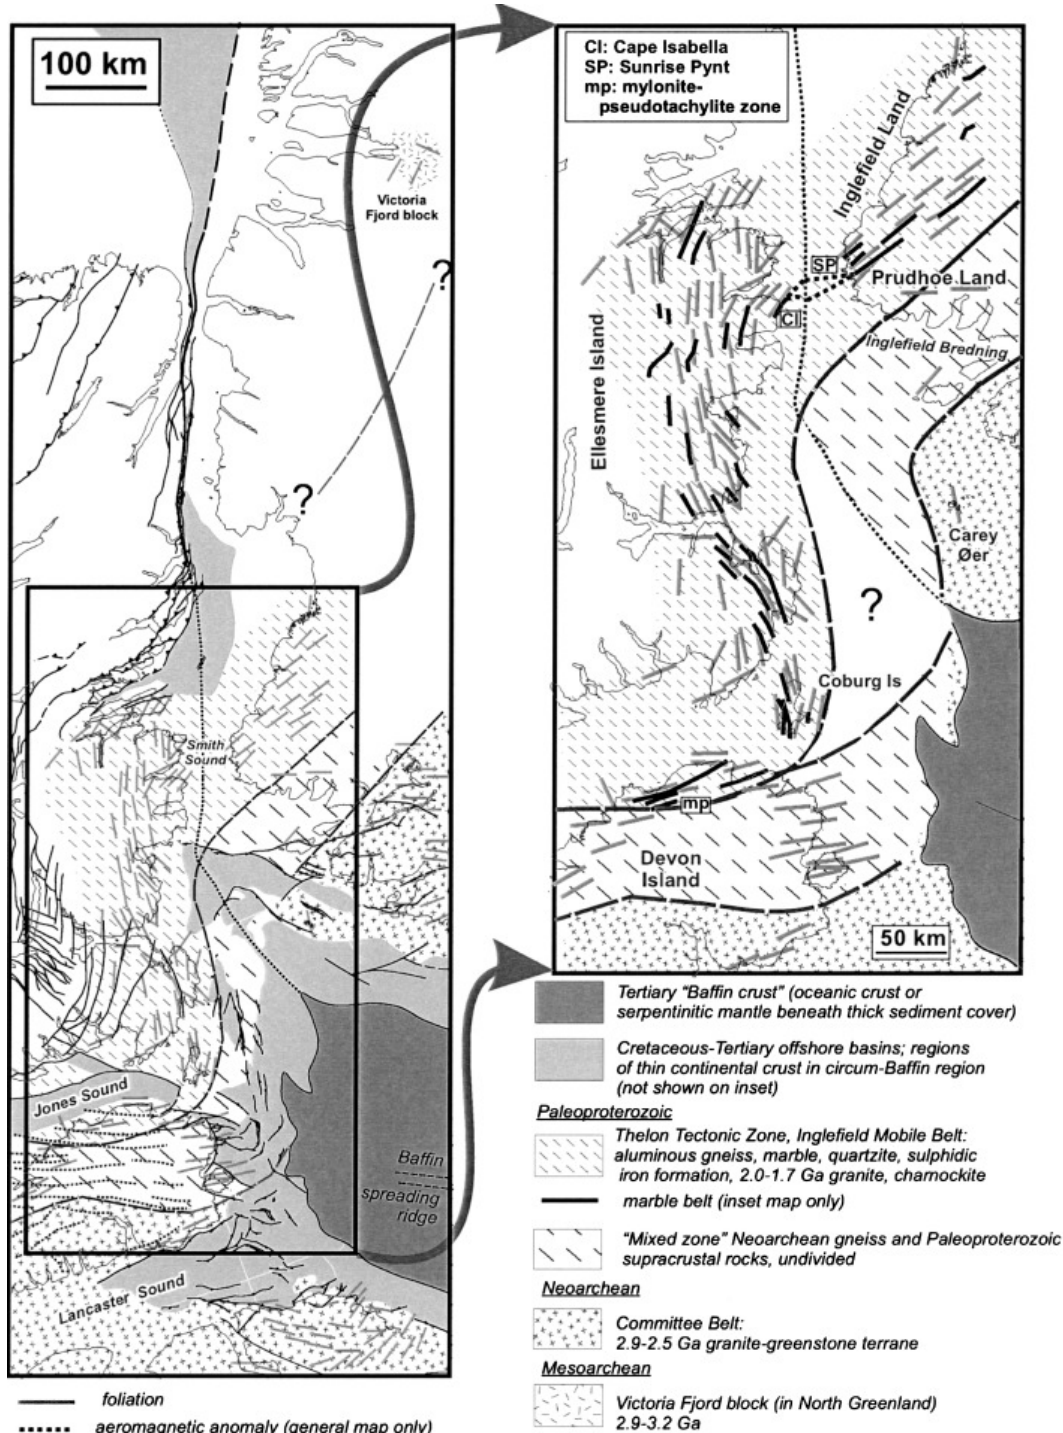 100 km
Victoria
Fjord block
?
?
Smith
Sound
Jones Sound
Baffin
spreading
ridge
Lancaster Sound
foliation
aeromagnetic anomaly (general map only)
CI: Cape Isabella
SP: Sunrise Pynt
mp: mylonite-
pseudotachylite zone
Inglefield Land
SP
Prudhoe Land
CI
Inglefield Bredning
Ellesmere Island
Carey
Øer
?
Coburg Is
mp
Devon
Island
50 km
Tertiary "Baffin crust" (oceanic crust or
serpentinitic mantle beneath thick sediment cover)
Cretaceous-Tertiary offshore basins; regions
of thin continental crust in circum-Baffin region
(not shown on inset)
Paleoproterozoic
Thelon Tectonic Zone, Inglefield Mobile Belt:
aluminous gneiss, marble, quartzite, sulphidic
iron formation, 2.0-1.7 Ga granite, charnockite
marble belt (inset map only)
"Mixed zone" Neoarchean gneiss and Paleoproterozoic
supracrustal rocks, undivided
Neoarchean
Committee Belt:
2.9-2.5 Ga granite-greenstone terrane
Mesoarchean
Victoria Fjord block (in North Greenland)
2.9-3.2 Ga